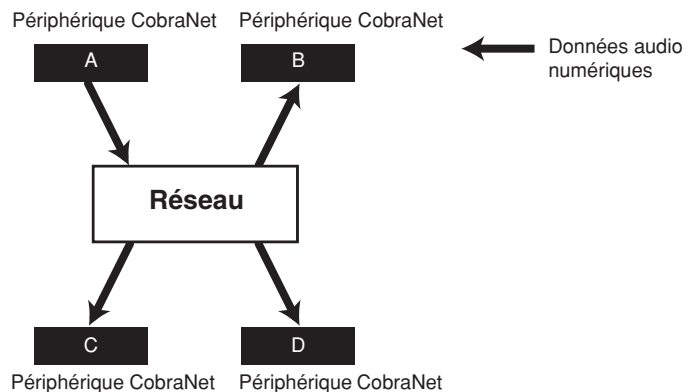 Périphérique CobraNet Périphérique CobraNet
A B
Données audio
numériques
Réseau
C D
Périphérique CobraNet Périphérique CobraNet